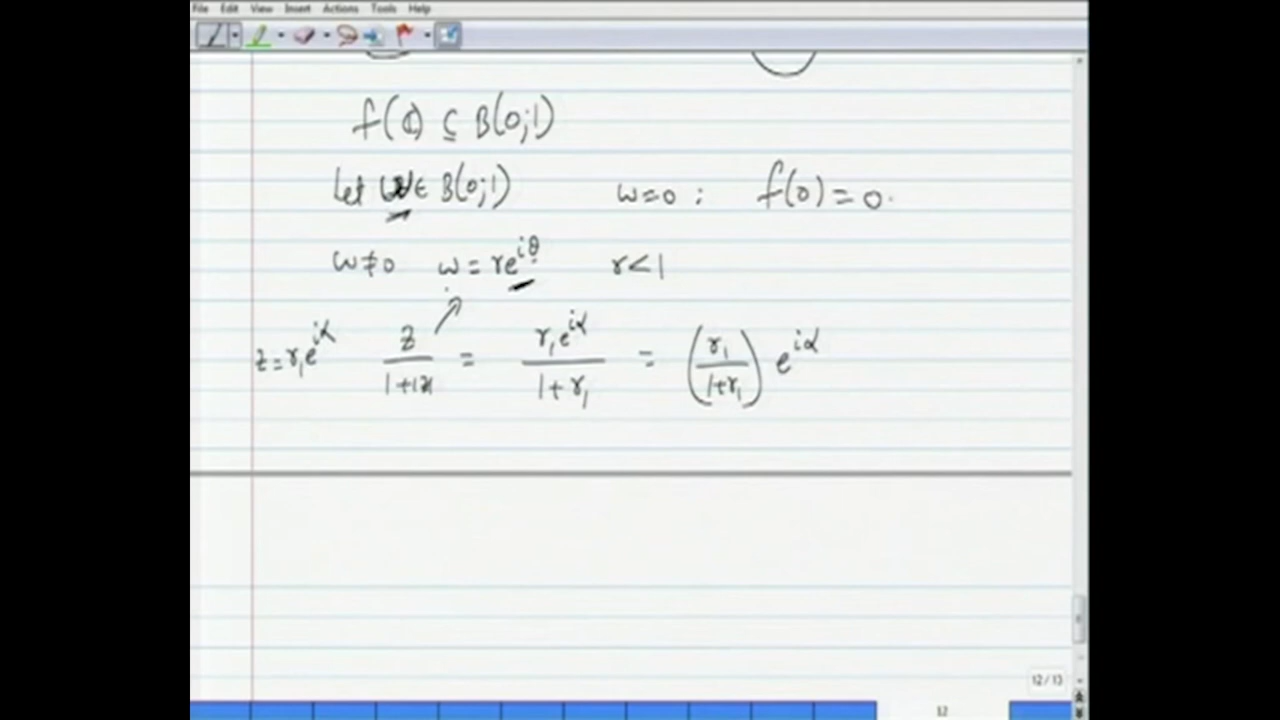 File Edit View Insert Actions Tools Help
f(ℂ) ⊆ B(0;1)
Let w ∈ B(0;1) w=0 : f(0)=0.
w≠0 w = re^{iθ} r<1
z=r₁e^{iα} z/(1+|z|) = r₁e^{iα}/(1+r₁) = (r₁/(1+r₁)) e^{iα}
12/13
12